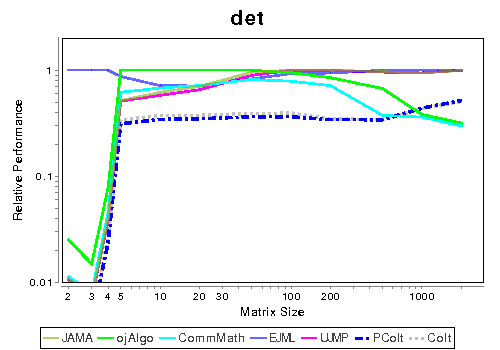 det
Relative Performance
1
0.1
0.01
2 3 4 5 10 20 30 100 200 1000
Matrix Size
JAMA ojAlgo CommMath EJML UJMP PColt Colt